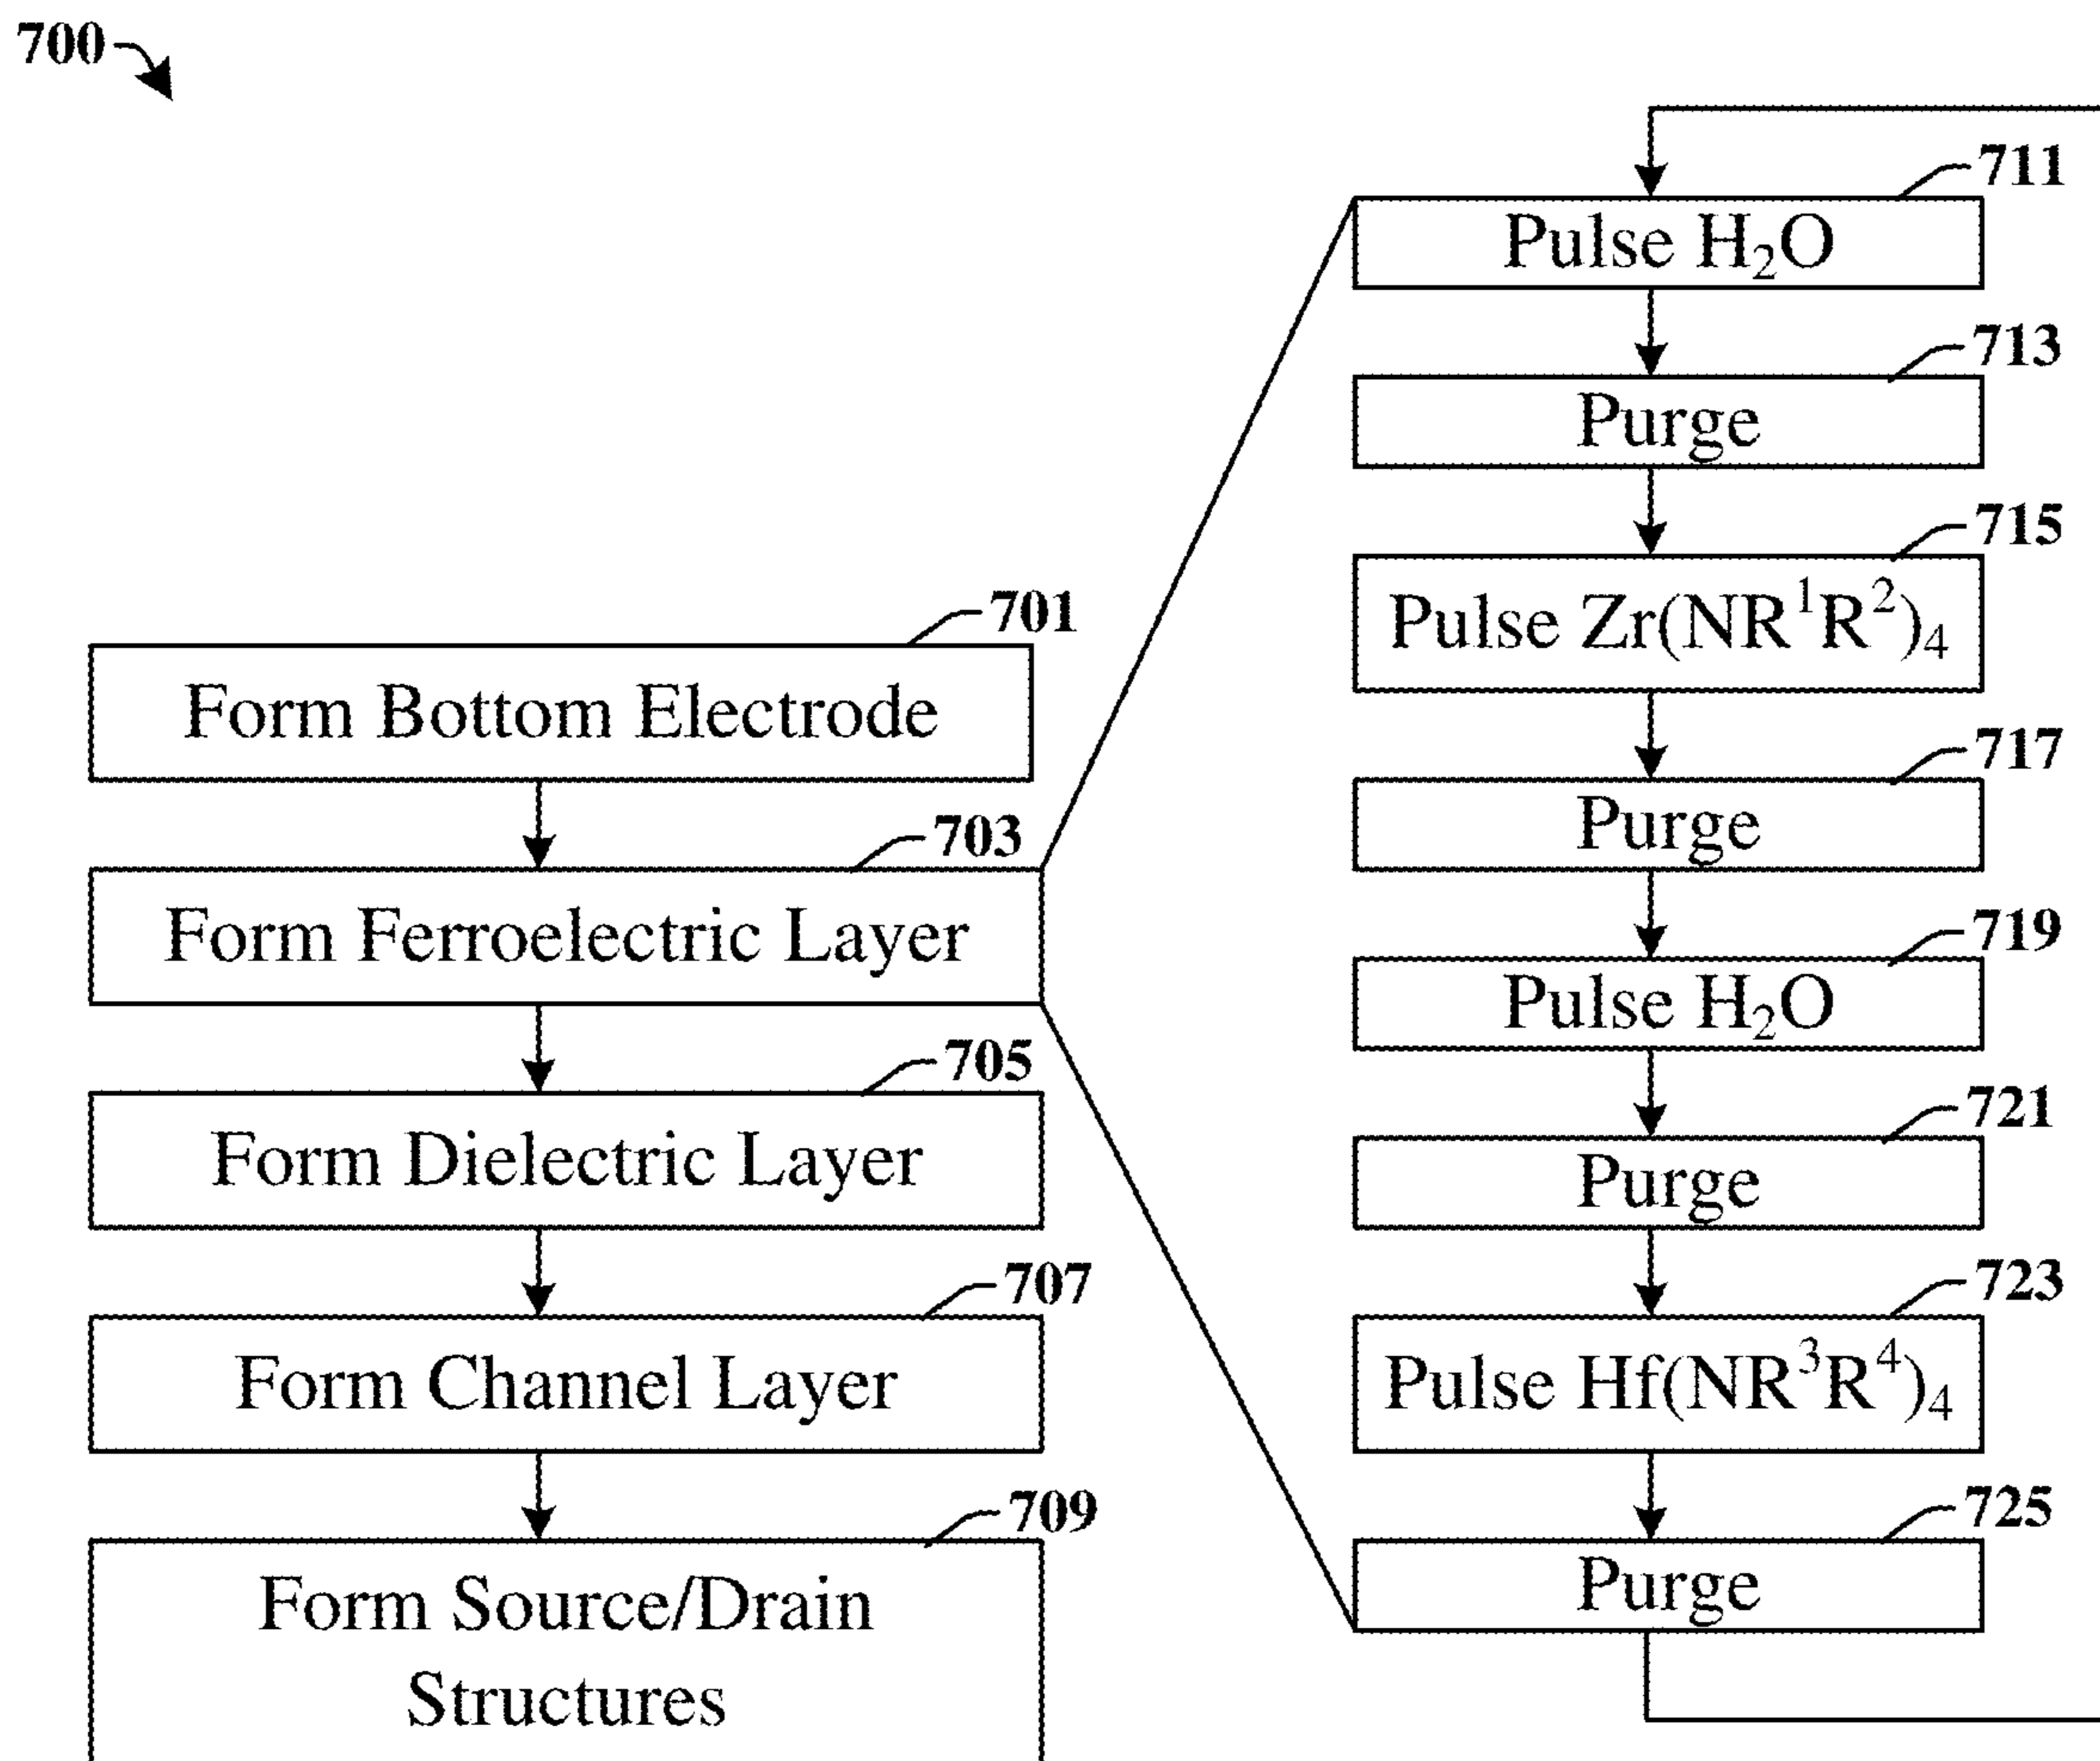 700
701
Form Bottom Electrode
703
Form Ferroelectric Layer
705
Form Dielectric Layer
707
Form Channel Layer
709
Form Source/Drain
Structures
711
Pulse H₂O
713
Purge
715
Pulse Zr(NR¹R²)₄
717
Purge
719
Pulse H₂O
721
Purge
723
Pulse Hf(NR³R⁴)₄
725
Purge